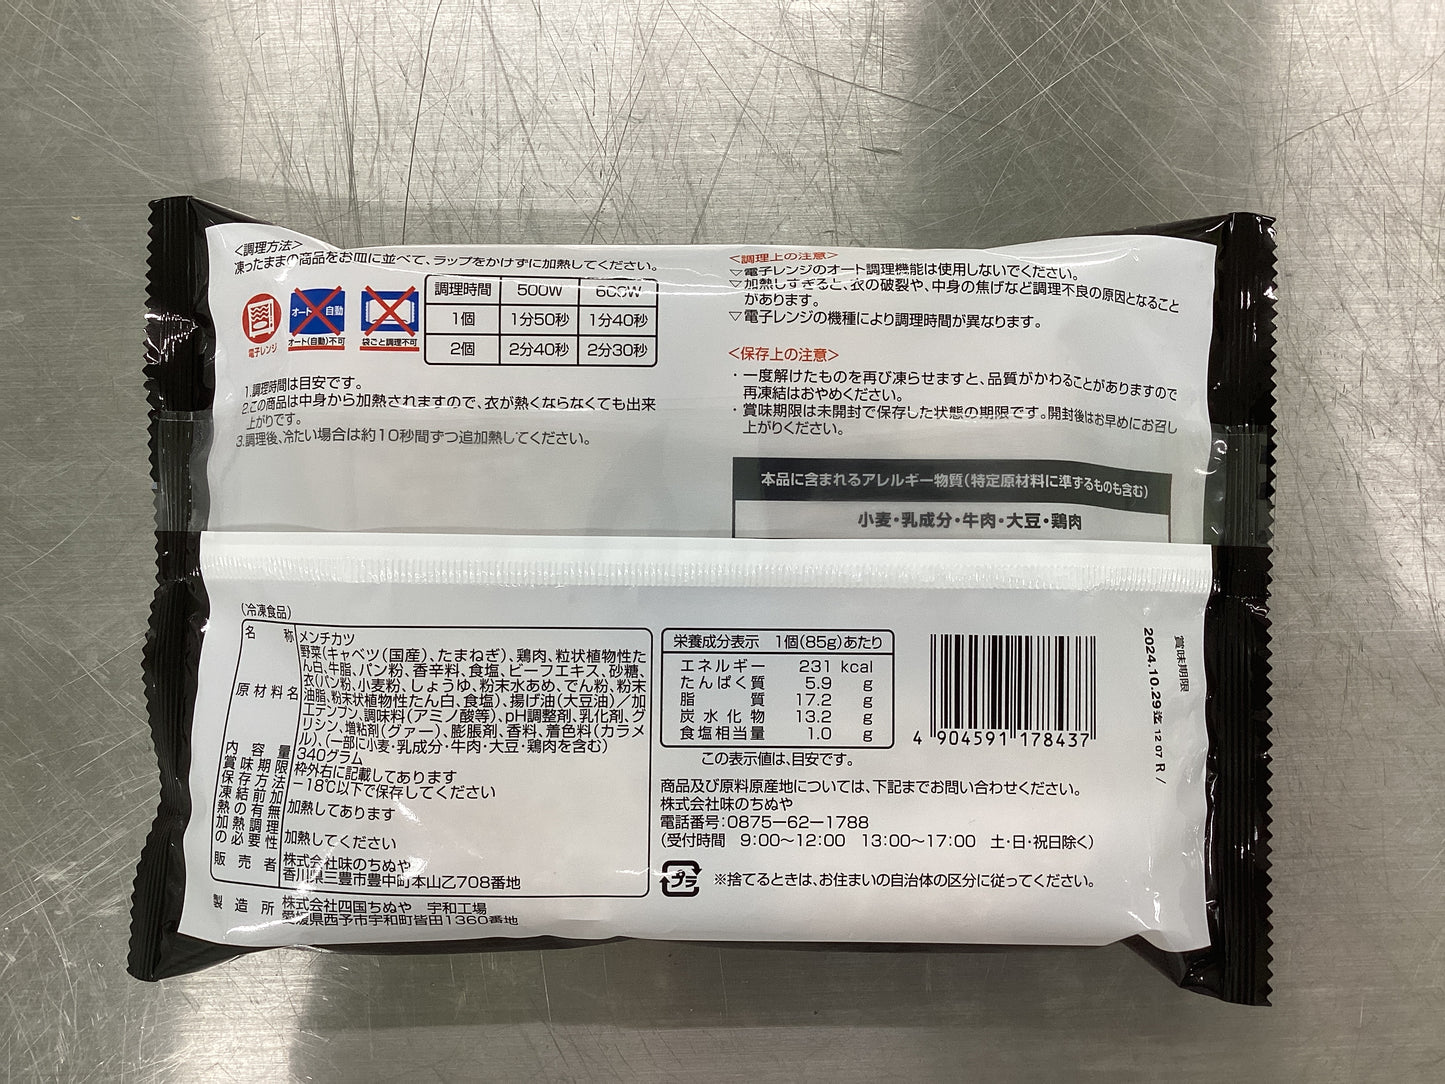 <調理方法>
凍ったままの商品をお皿に並べて、ラップをかけずに加熱してください。
電子レンジ
オート 自動
オート(自動)不可
袋ごと調理不可
調理時間 500W 600W
1個 1分50秒 1分40秒
2個 2分40秒 2分30秒
1.調理時間は目安です。
2.この商品は中身から加熱されますので、衣が熱くならなくても出来
上がりです。
3.調理後、冷たい場合は約10秒間ずつ追加熱してください。
<調理上の注意>
▽電子レンジのオート調理機能は使用しないでください。
▽加熱しすぎると、衣の破裂や、中身の焦げなど調理不良の原因となること
があります。
▽電子レンジの機種により調理時間が異なります。
<保存上の注意>
・一度解けたものを再び凍らせますと、品質がかわることがありますので
再凍結はおやめください。
・賞味期限は未開封で保存した状態の期限です。開封後はお早めにお召し
上がりください。
本品に含まれるアレルギー物質(特定原材料に準ずるものも含む)
小麦・乳成分・牛肉・大豆・鶏肉
(冷凍食品)
名称 メンチカツ
原材料名 野菜(キャベツ(国産)、たまねぎ)、鶏肉、粒状植物性た
ん白、牛脂、パン粉、香辛料、食塩、ビーフエキス、砂糖、
衣(パン粉、小麦粉、しょうゆ、粉末水あめ、でん粉、粉末
油脂、粉末状植物性たん白、食塩)、揚げ油(大豆油)／加
工デンプン、調味料(アミノ酸等)、pH調整剤、乳化剤、グ
リシン、増粘剤(グァー)、膨脹剤、香料、着色料(カラメ
ル)、(一部に小麦・乳成分・牛肉・大豆・鶏肉を含む)
内容量 340グラム
賞味期限 枠外右に記載してあります
保存方法 −18℃以下で保存してください
凍結前加熱の有無 加熱してあります
加熱調理の必要性 加熱してください
販売者 株式会社味のちぬや
香川県三豊市豊中町本山乙708番地
製造所 株式会社四国ちぬや 宇和工場
愛媛県西予市宇和町皆田1360番地
栄養成分表示 1個(85g)あたり
エネルギー 231 kcal
たんぱく質 5.9 g
脂質 17.2 g
炭水化物 13.2 g
食塩相当量 1.0 g
この表示値は、目安です。
4 904591 178437
賞味期限
2024.10.29迄 12 07 R /
商品及び原料原産地については、下記までお問い合わせください。
株式会社味のちぬや
電話番号:0875−62−1788
(受付時間 9:00〜12:00 13:00〜17:00 土・日・祝日除く)
プラ
※捨てるときは、お住まいの自治体の区分に従ってください。